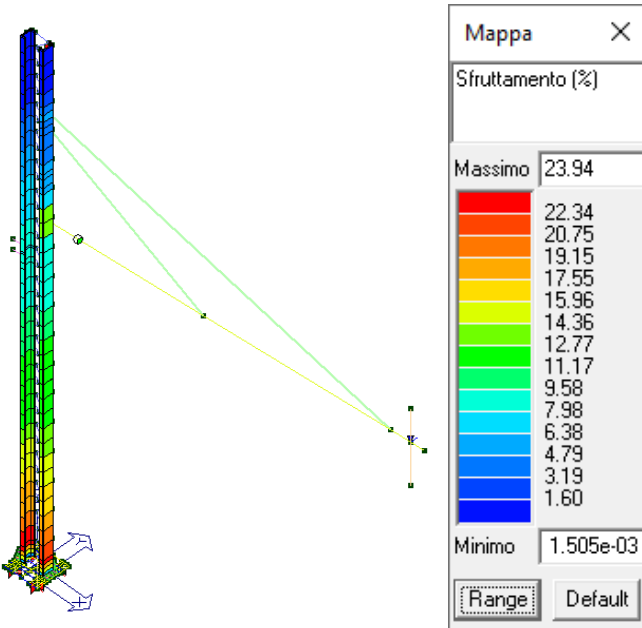 Mappa
Sfruttamento (%)
Massimo 23.94
22.34
20.75
19.15
17.55
15.96
14.36
12.77
11.17
9.58
7.98
6.38
4.79
3.19
1.60
Minimo 1.505e-03
Range Default